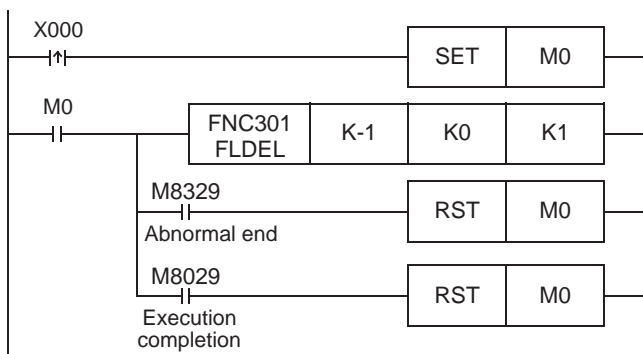 X000
SET M0
M0
FNC301
FLDEL K-1 K0 K1
M8329
RST M0
Abnormal end
M8029
RST M0
Execution
completion